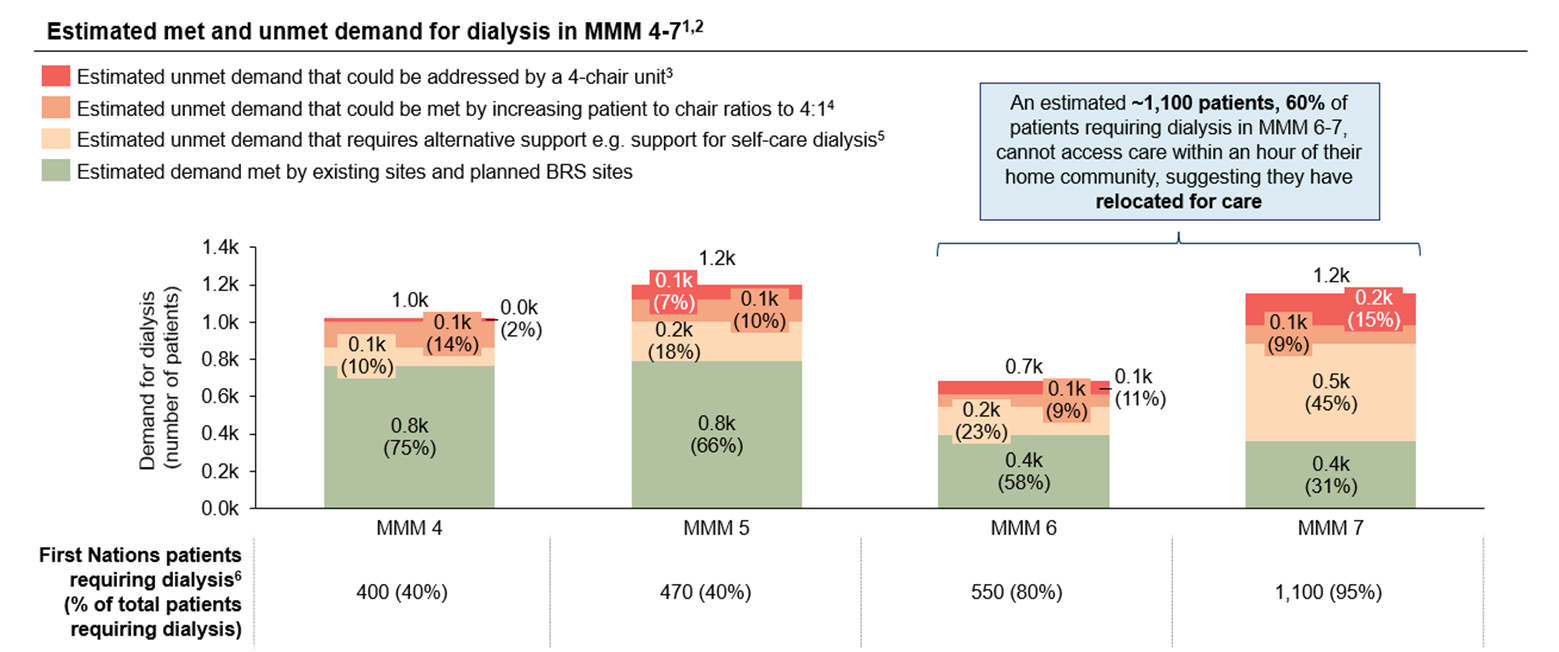 Estimated met and unmet demand for dialysis in MMM 4-7¹,²
Estimated unmet demand that could be addressed by a 4-chair unit³
Estimated unmet demand that could be met by increasing patient to chair ratios to 4:1⁴
Estimated unmet demand that requires alternative support e.g. support for self-care dialysis⁵
Estimated demand met by existing sites and planned BRS sites
An estimated ~1,100 patients, 60% of
patients requiring dialysis in MMM 6-7,
cannot access care within an hour of their
home community, suggesting they have
relocated for care
Demand for dialysis
(number of patients)
1.4k
1.2k
1.0k
0.8k
0.6k
0.4k
0.2k
0.0k
1.0k
0.0k
(2%)
0.1k
(14%)
0.1k
(10%)
0.8k
(75%)
MMM 4
1.2k
0.1k
(7%)
0.1k
(10%)
0.2k
(18%)
0.8k
(66%)
MMM 5
0.7k
0.1k
(11%)
0.1k
(9%)
0.2k
(23%)
0.4k
(58%)
MMM 6
1.2k
0.2k
(15%)
0.1k
(9%)
0.5k
(45%)
0.4k
(31%)
MMM 7
First Nations patients
requiring dialysis⁶
(% of total patients
requiring dialysis)
400 (40%)
470 (40%)
550 (80%)
1,100 (95%)